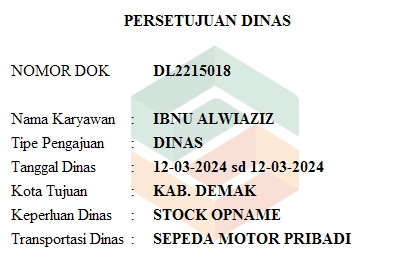 PERSETUJUAN DINAS
NOMOR DOK DL2215018
Nama Karyawan : IBNU ALWIAZIZ
Tipe Pengajuan : DINAS
Tanggal Dinas : 12-03-2024 sd 12-03-2024
Kota Tujuan : KAB. DEMAK
Keperluan Dinas : STOCK OPNAME
Transportasi Dinas : SEPEDA MOTOR PRIBADI